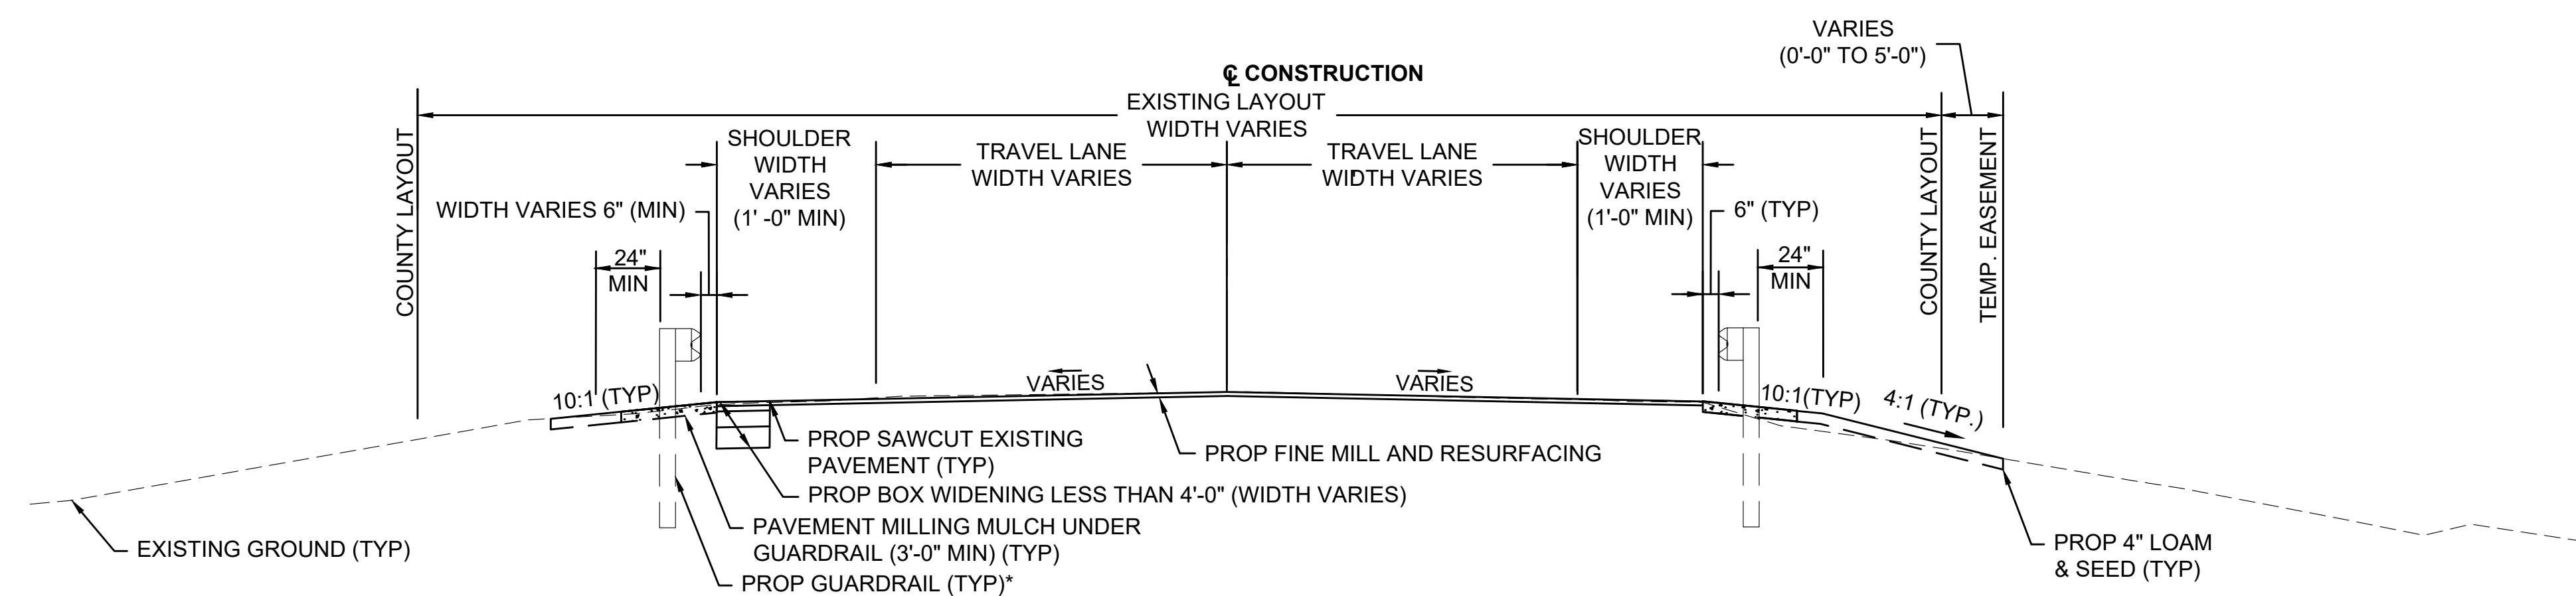 VARIES
(0'-0" TO 5'-0")
℄ CONSTRUCTION
EXISTING LAYOUT
WIDTH VARIES
COUNTY LAYOUT
SHOULDER
WIDTH
VARIES
(1' -0" MIN)
TRAVEL LANE
WIDTH VARIES
TRAVEL LANE
WIDTH VARIES
SHOULDER
WIDTH
VARIES
(1'-0" MIN)
COUNTY LAYOUT
TEMP. EASEMENT
WIDTH VARIES 6" (MIN)
6" (TYP)
24"
MIN
24"
MIN
10:1 (TYP)
VARIES
VARIES
10:1(TYP)
4:1 (TYP.)
PROP SAWCUT EXISTING
PAVEMENT (TYP)
PROP FINE MILL AND RESURFACING
PROP BOX WIDENING LESS THAN 4'-0" (WIDTH VARIES)
PAVEMENT MILLING MULCH UNDER
GUARDRAIL (3'-0" MIN) (TYP)
PROP GUARDRAIL (TYP)*
EXISTING GROUND (TYP)
PROP 4" LOAM
& SEED (TYP)